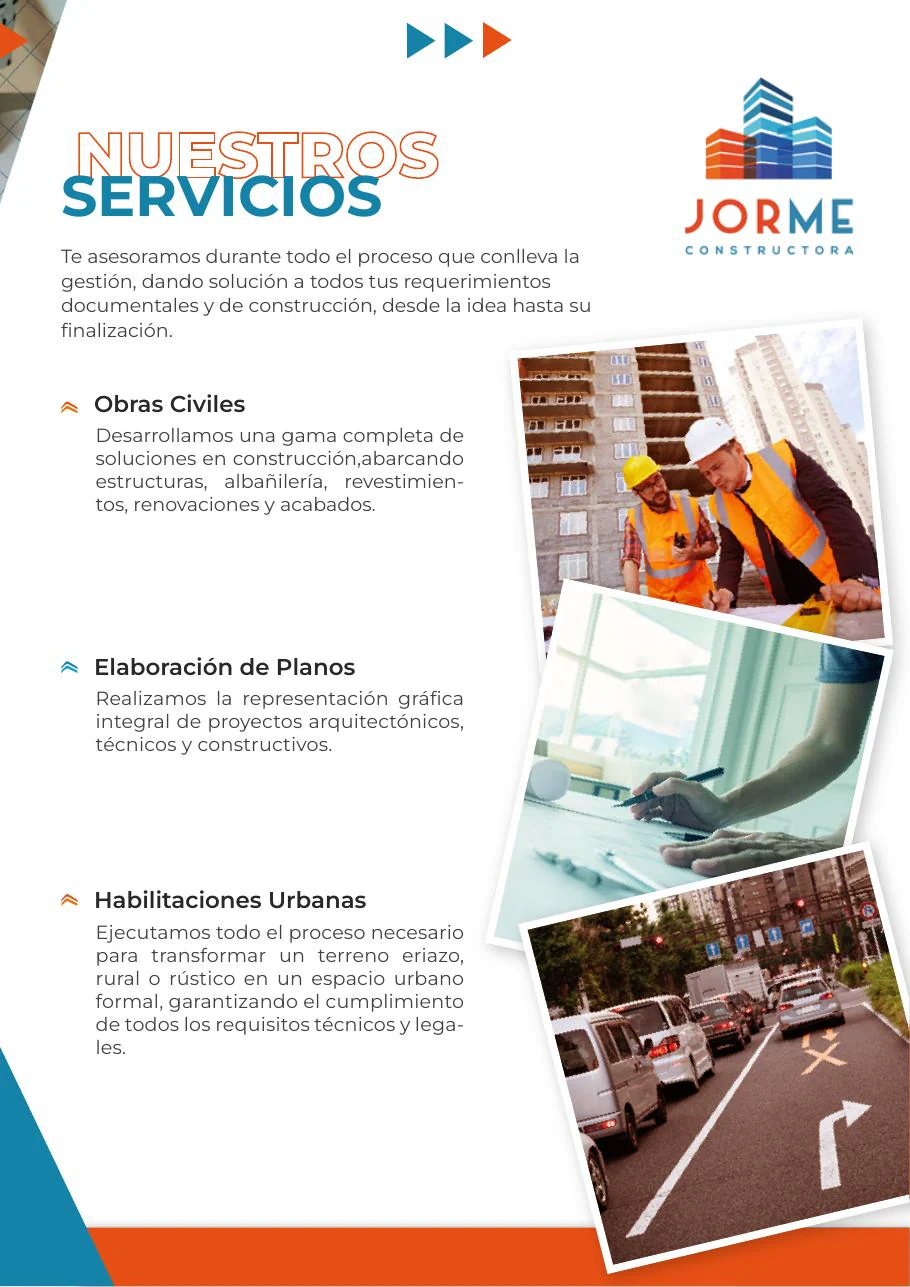 NUESTROS
SERVICIOS
JORME
CONSTRUCTORA
Te asesoramos durante todo el proceso que conlleva la
gestión, dando solución a todos tus requerimientos
documentales y de construcción, desde la idea hasta su
finalización.
Obras Civiles
Desarrollamos una gama completa de
soluciones en construcción,abarcando
estructuras, albañilería, revestimien-
tos, renovaciones y acabados.
Elaboración de Planos
Realizamos la representación gráfica
integral de proyectos arquitectónicos,
técnicos y constructivos.
Habilitaciones Urbanas
Ejecutamos todo el proceso necesario
para transformar un terreno eriazo,
rural o rústico en un espacio urbano
formal, garantizando el cumplimiento
de todos los requisitos técnicos y lega-
les.